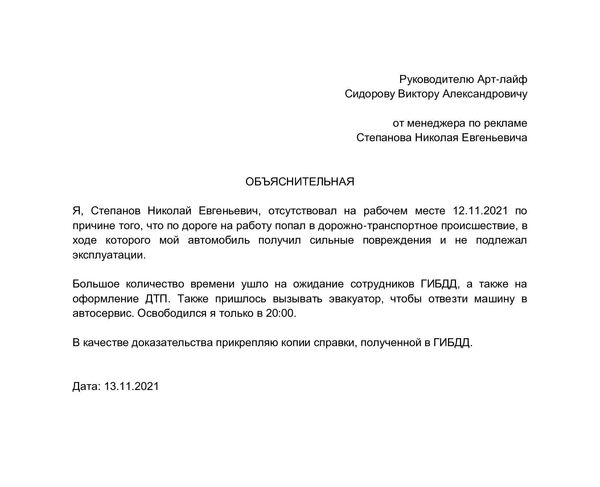 Руководителю Арт-лайф
Сидорову Виктору Александровичу
от менеджера по рекламе
Степанова Николая Евгеньевича
ОБЪЯСНИТЕЛЬНАЯ
Я, Степанов Николай Евгеньевич, отсутствовал на рабочем месте 12.11.2021 по
причине того, что по дороге на работу попал в дорожно-транспортное происшествие, в
ходе которого мой автомобиль получил сильные повреждения и не подлежал
эксплуатации.
Большое количество времени ушло на ожидание сотрудников ГИБДД, а также на
оформление ДТП. Также пришлось вызывать эвакуатор, чтобы отвезти машину в
автосервис. Освободился я только в 20:00.
В качестве доказательства прикрепляю копии справки, полученной в ГИБДД.
Дата: 13.11.2021